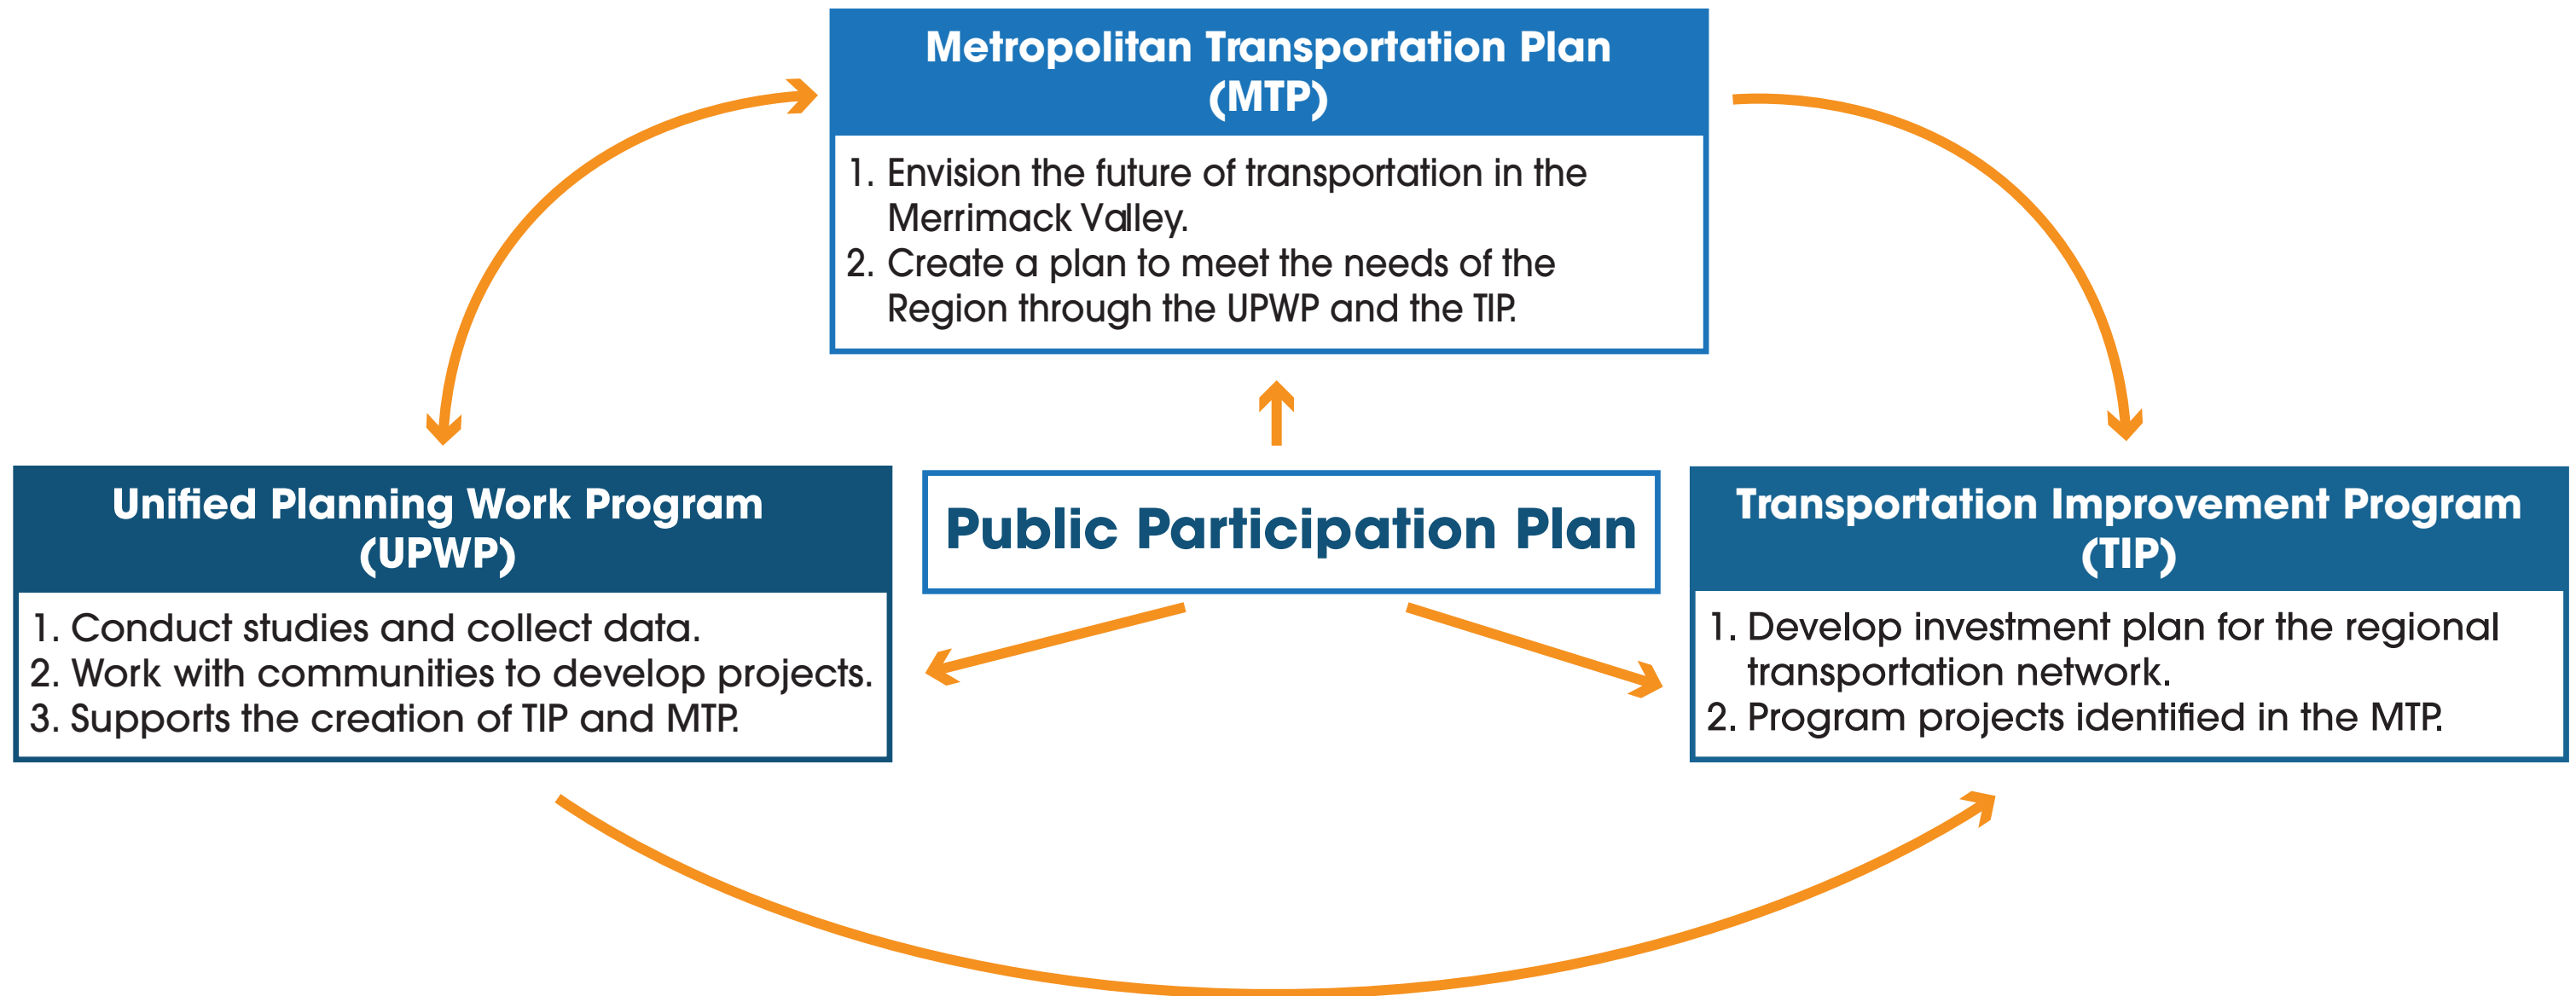 Metropolitan Transportation Plan
(MTP)
1. Envision the future of transportation in the
Merrimack Valley.
2. Create a plan to meet the needs of the
Region through the UPWP and the TIP.
Unified Planning Work Program
(UPWP)
1. Conduct studies and collect data.
2. Work with communities to develop projects.
3. Supports the creation of TIP and MTP.
Public Participation Plan
Transportation Improvement Program
(TIP)
1. Develop investment plan for the regional
transportation network.
2. Program projects identified in the MTP.